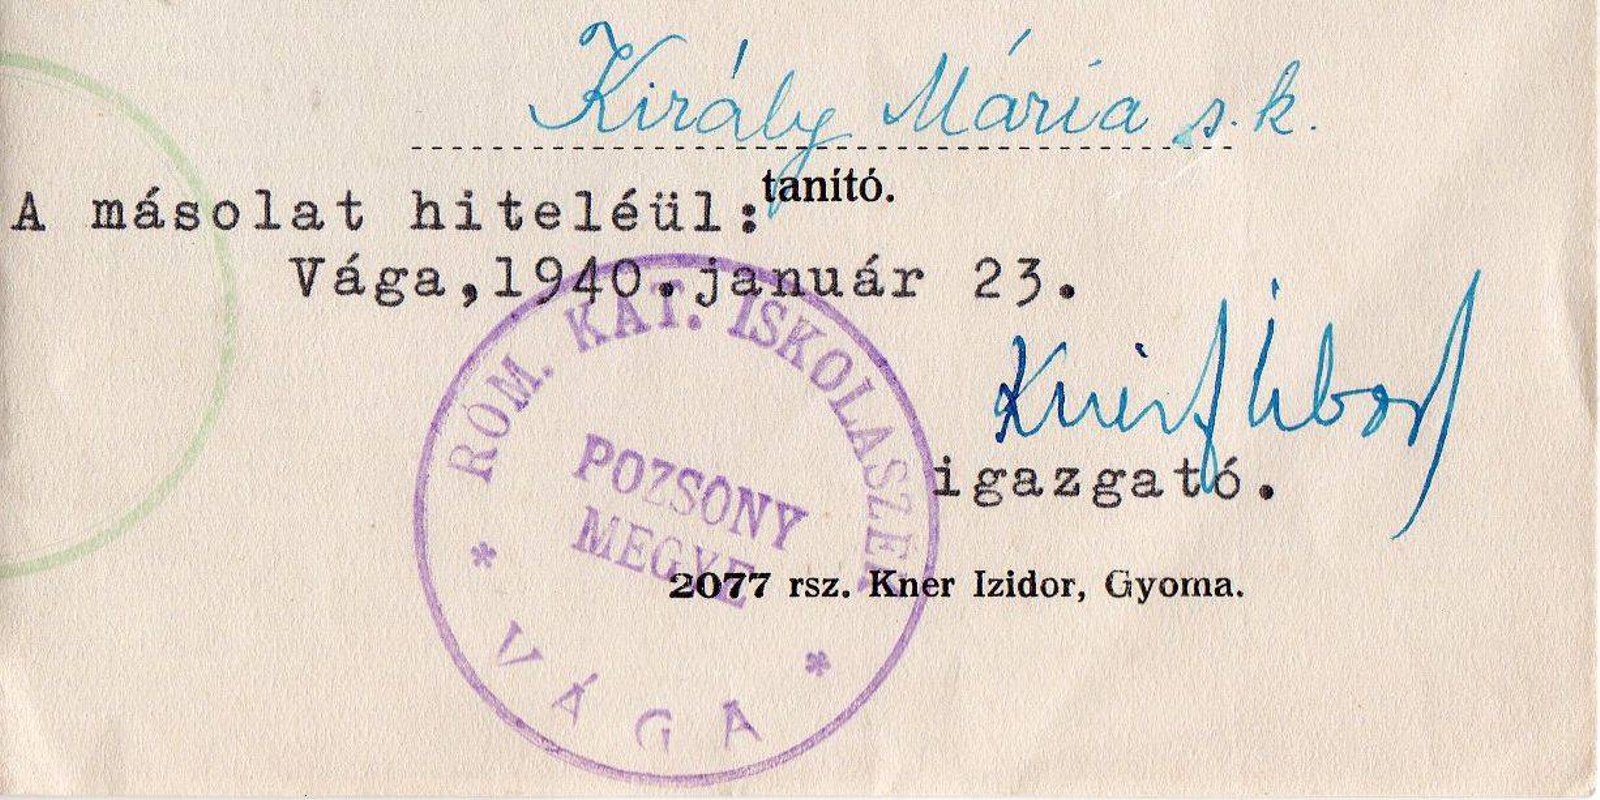 Király Mária s.k.
tanító.
A másolat hiteléül:
Vága,1940.január 23.
RÓM. KAT. ISKOLASZÉK
POZSONY
MEGYE
* VÁGA *
igazgató.
2077 rsz. Kner Izidor, Gyoma.